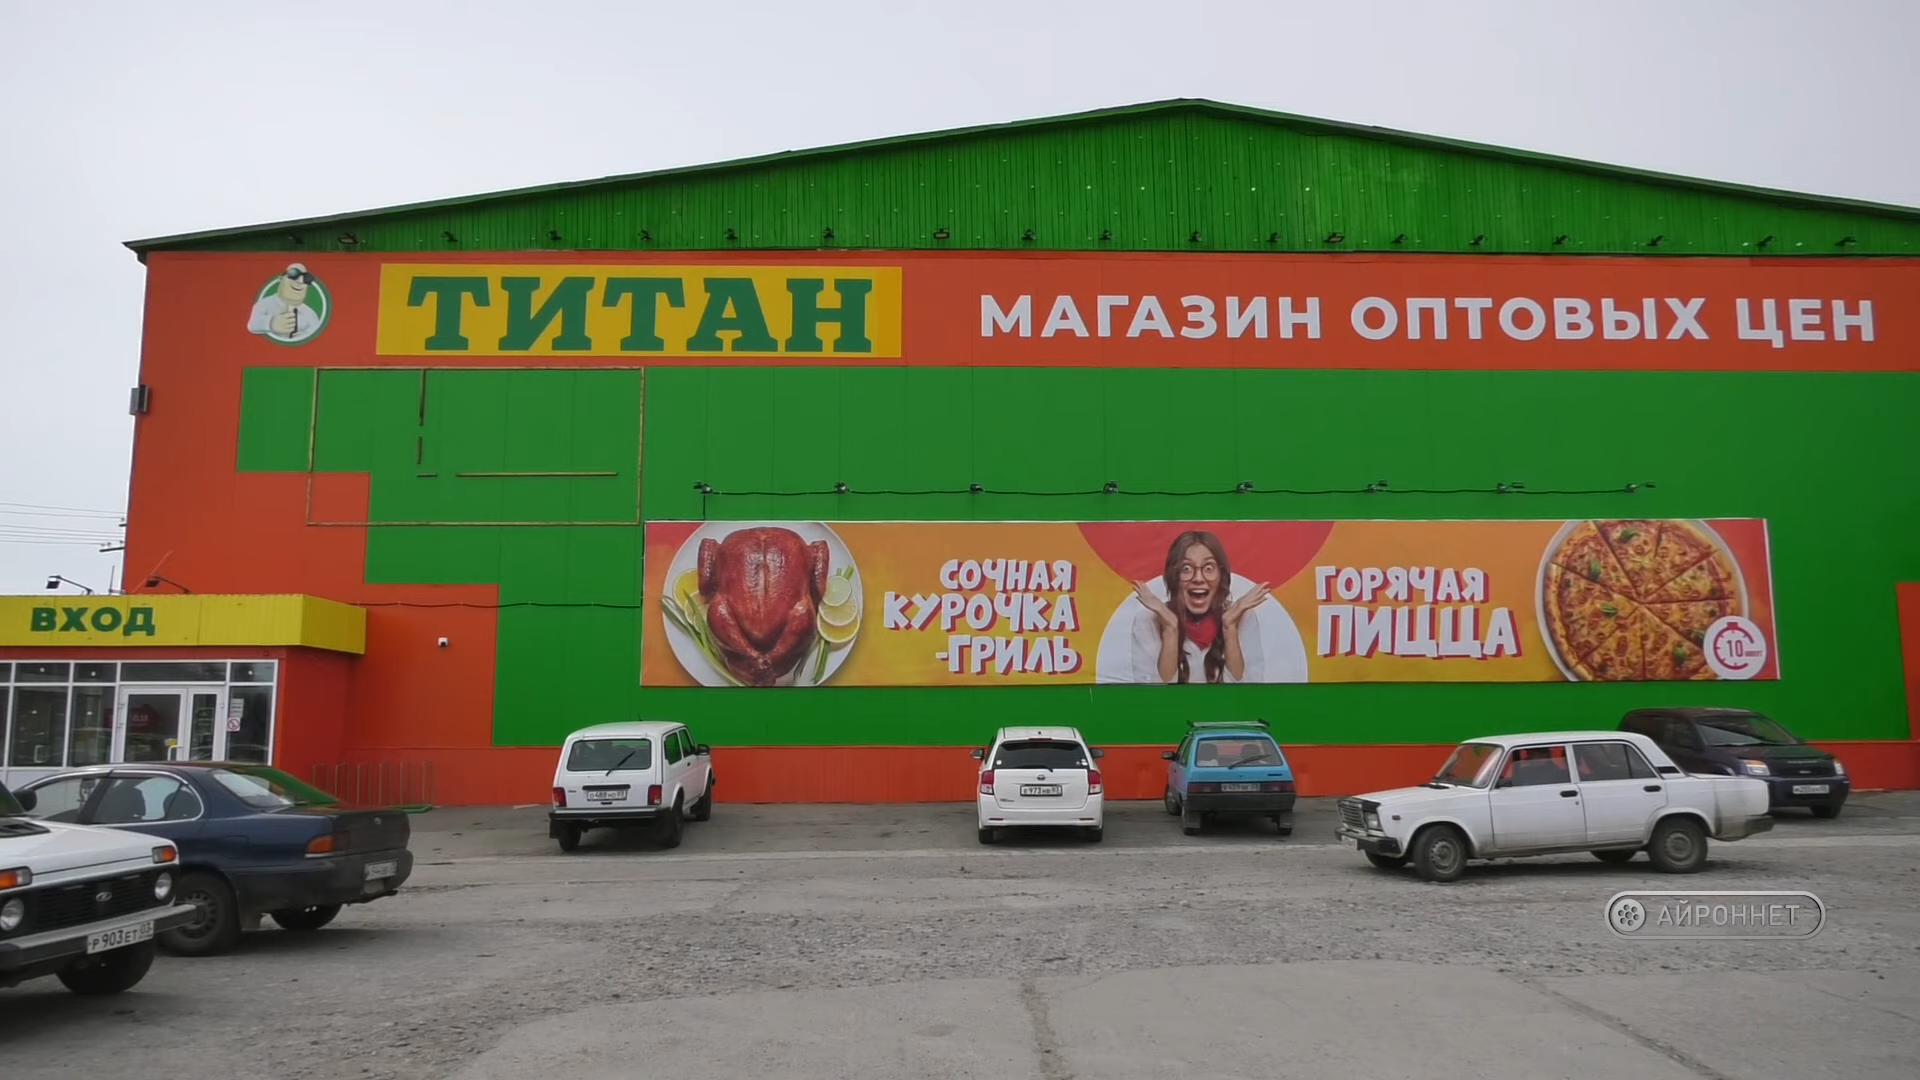 ТИТАН
МАГАЗИН ОПТОВЫХ ЦЕН
ВХОД
СОЧНАЯ
КУРОЧКА
-ГРИЛЬ
ГОРЯЧАЯ
ПИЦЦА
10
Р 903 ЕТ 03
АЙРОННЕТ